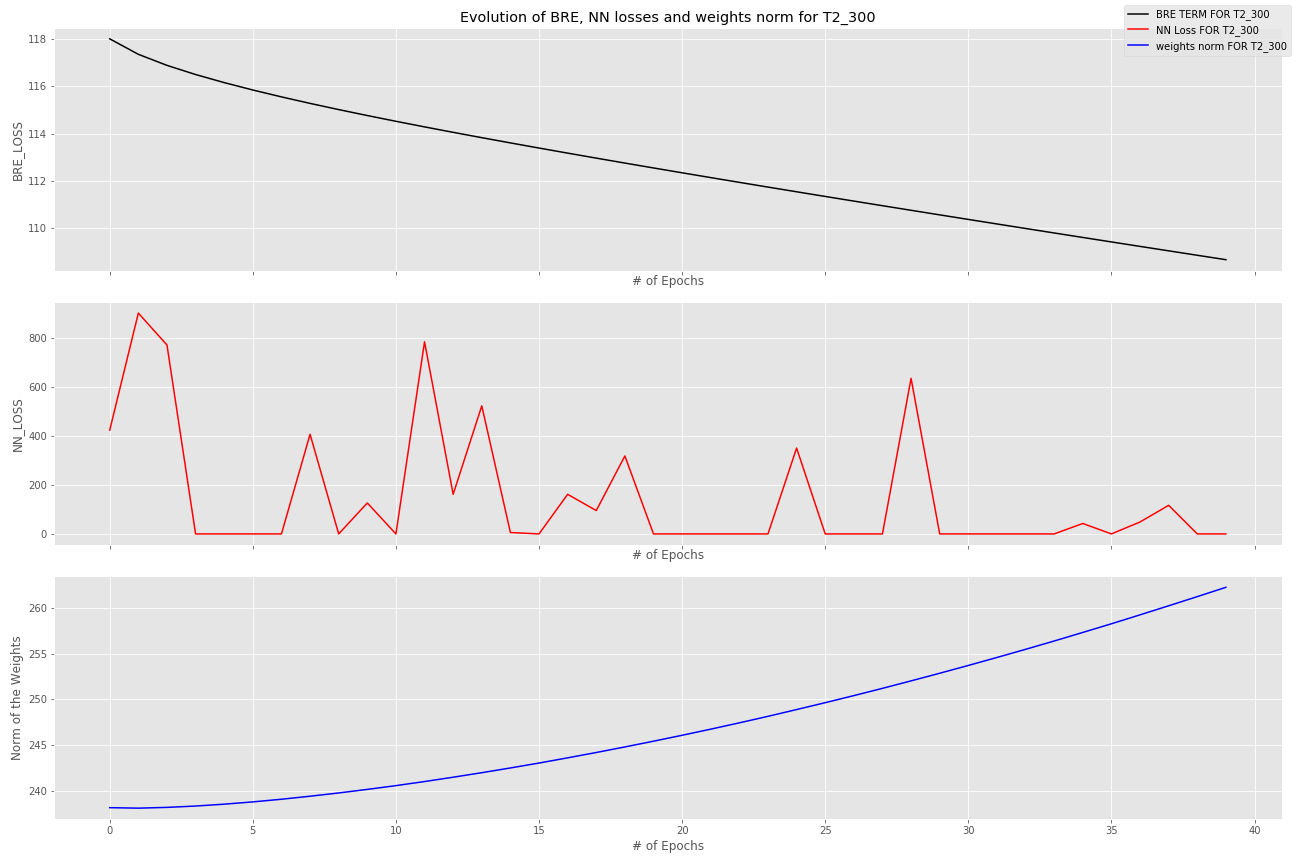 Evolution of BRE, NN losses and weights norm for T2_300
BRE TERM FOR T2_300
NN Loss FOR T2_300
weights norm FOR T2_300
118
116
114
112
110
BRE_LOSS
# of Epochs
800
600
400
200
0
NN_LOSS
# of Epochs
260
255
250
245
240
Norm of the Weights
0 5 10 15 20 25 30 35 40
# of Epochs